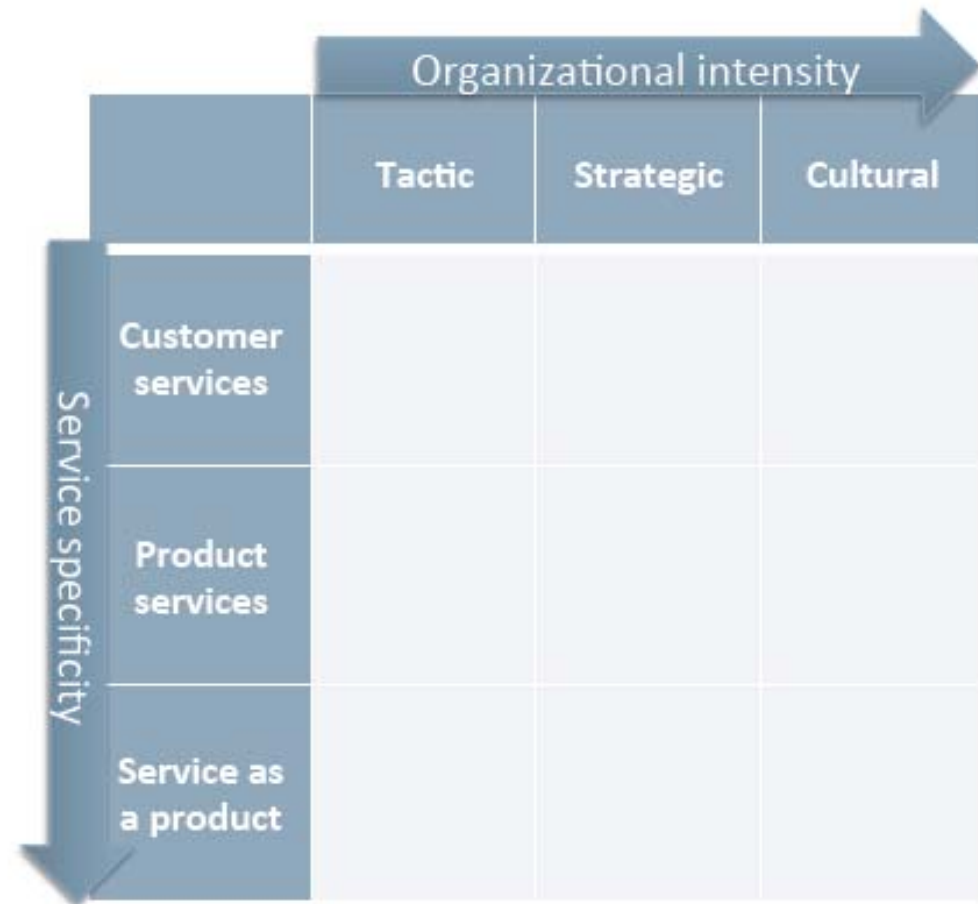 Organizational intensity
Tactic
Strategic
Cultural
Service specificity
Customer
services
Product
services
Service as
a product